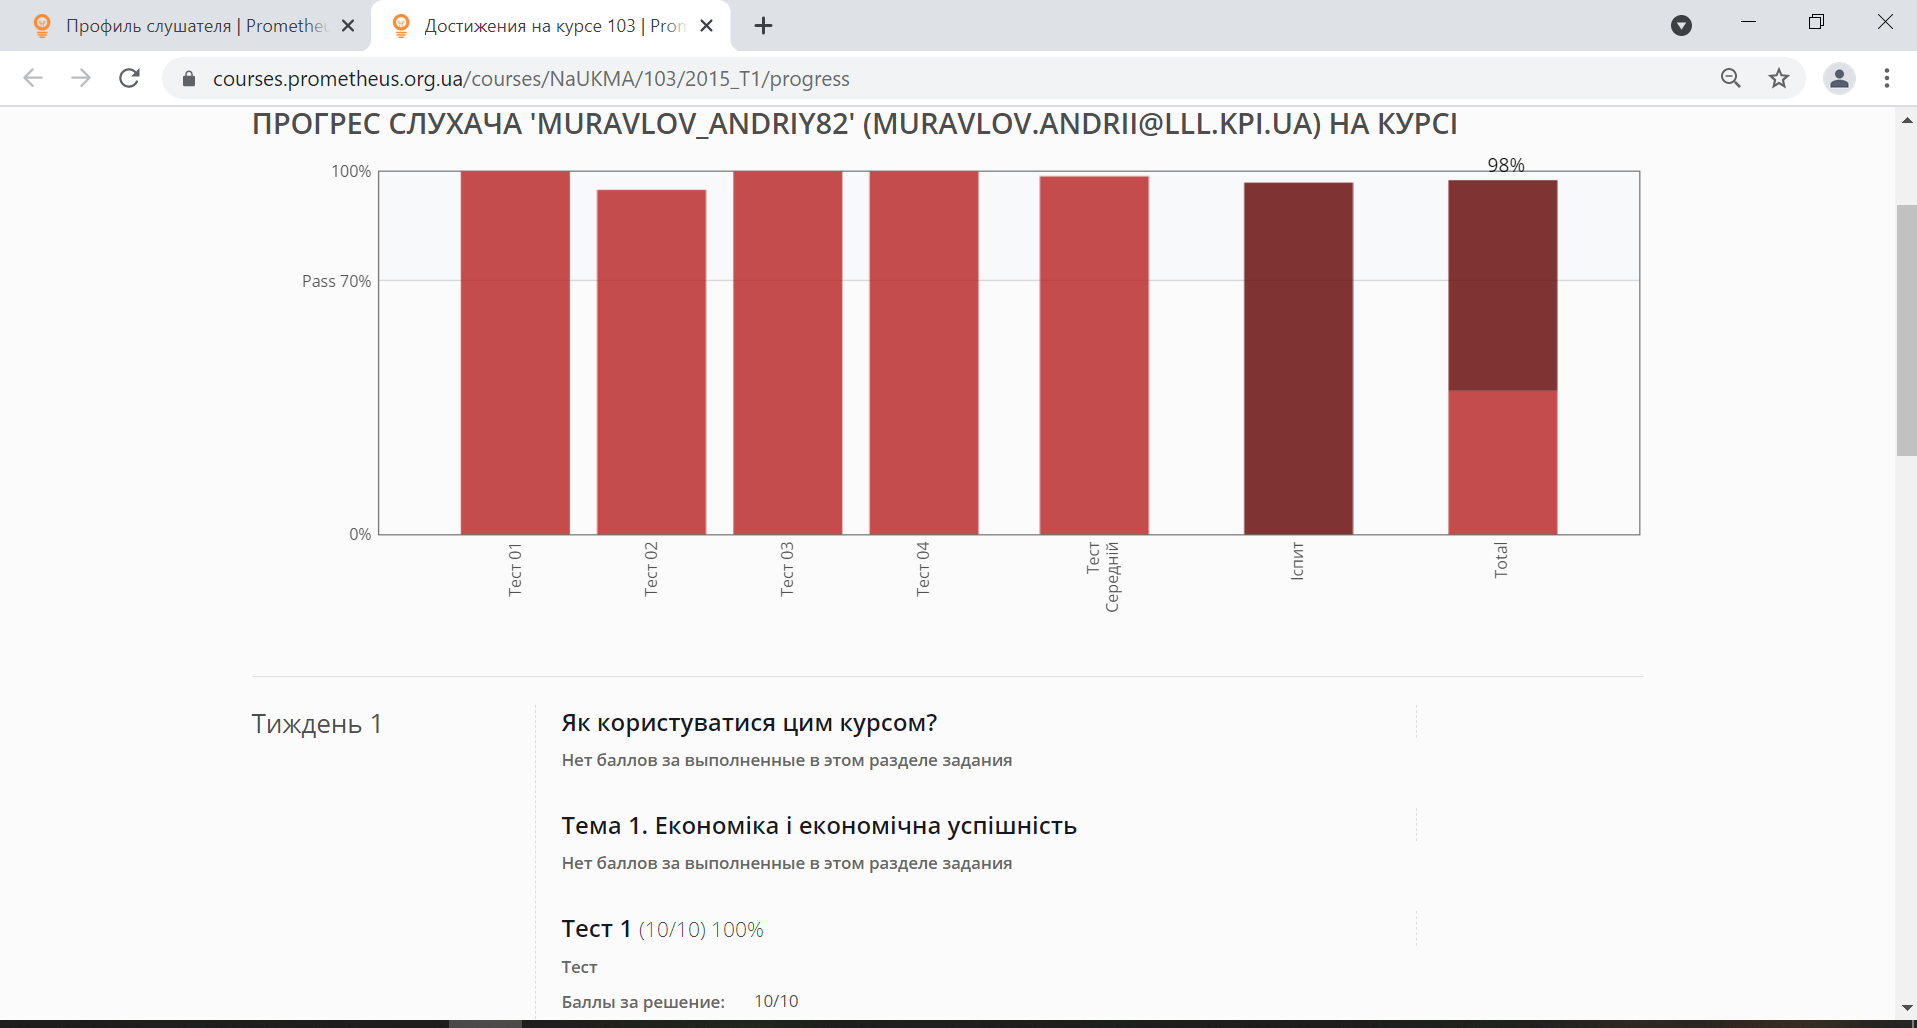 Профиль слушателя | Prometheu
Достижения на курсе 103 | Pron
courses.prometheus.org.ua/courses/NaUKMA/103/2015_T1/progress
ПРОГРЕС СЛУХАЧА 'MURAVLOV_ANDRIY82' (MURAVLOV.ANDRII@LLL.KPI.UA) НА КУРСІ
98%
100%
Pass 70%
0%
Тест 01
Тест 02
Тест 03
Тест 04
Тест
Середній
Іспит
Total
Тиждень 1
Як користуватися цим курсом?
Нет баллов за выполненные в этом разделе задания
Тема 1. Економіка і економічна успішність
Нет баллов за выполненные в этом разделе задания
Тест 1 (10/10) 100%
Тест
Баллы за решение: 10/10